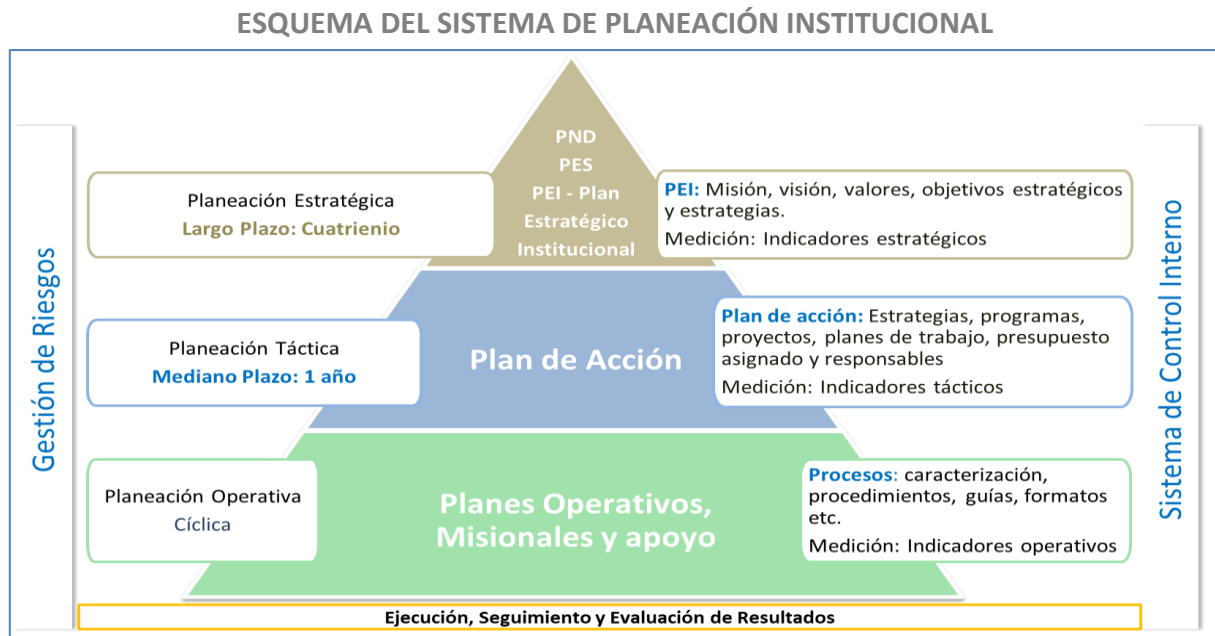 ESQUEMA DEL SISTEMA DE PLANEACIÓN INSTITUCIONAL
Gestión de Riesgos
Planeación Estratégica
Largo Plazo: Cuatrienio
PND
PES
PEI - Plan
Estratégico
Institucional
PEI: Misión, visión, valores, objetivos estratégicos
y estrategias.
Medición: Indicadores estratégicos
Planeación Táctica
Mediano Plazo: 1 año
Plan de Acción
Plan de acción: Estrategias, programas,
proyectos, planes de trabajo, presupuesto
asignado y responsables
Medición: Indicadores tácticos
Planeación Operativa
Cíclica
Planes Operativos,
Misionales y apoyo
Procesos: caracterización,
procedimientos, guías, formatos
etc.
Medición: Indicadores operativos
Sistema de Control Interno
Ejecución, Seguimiento y Evaluación de Resultados